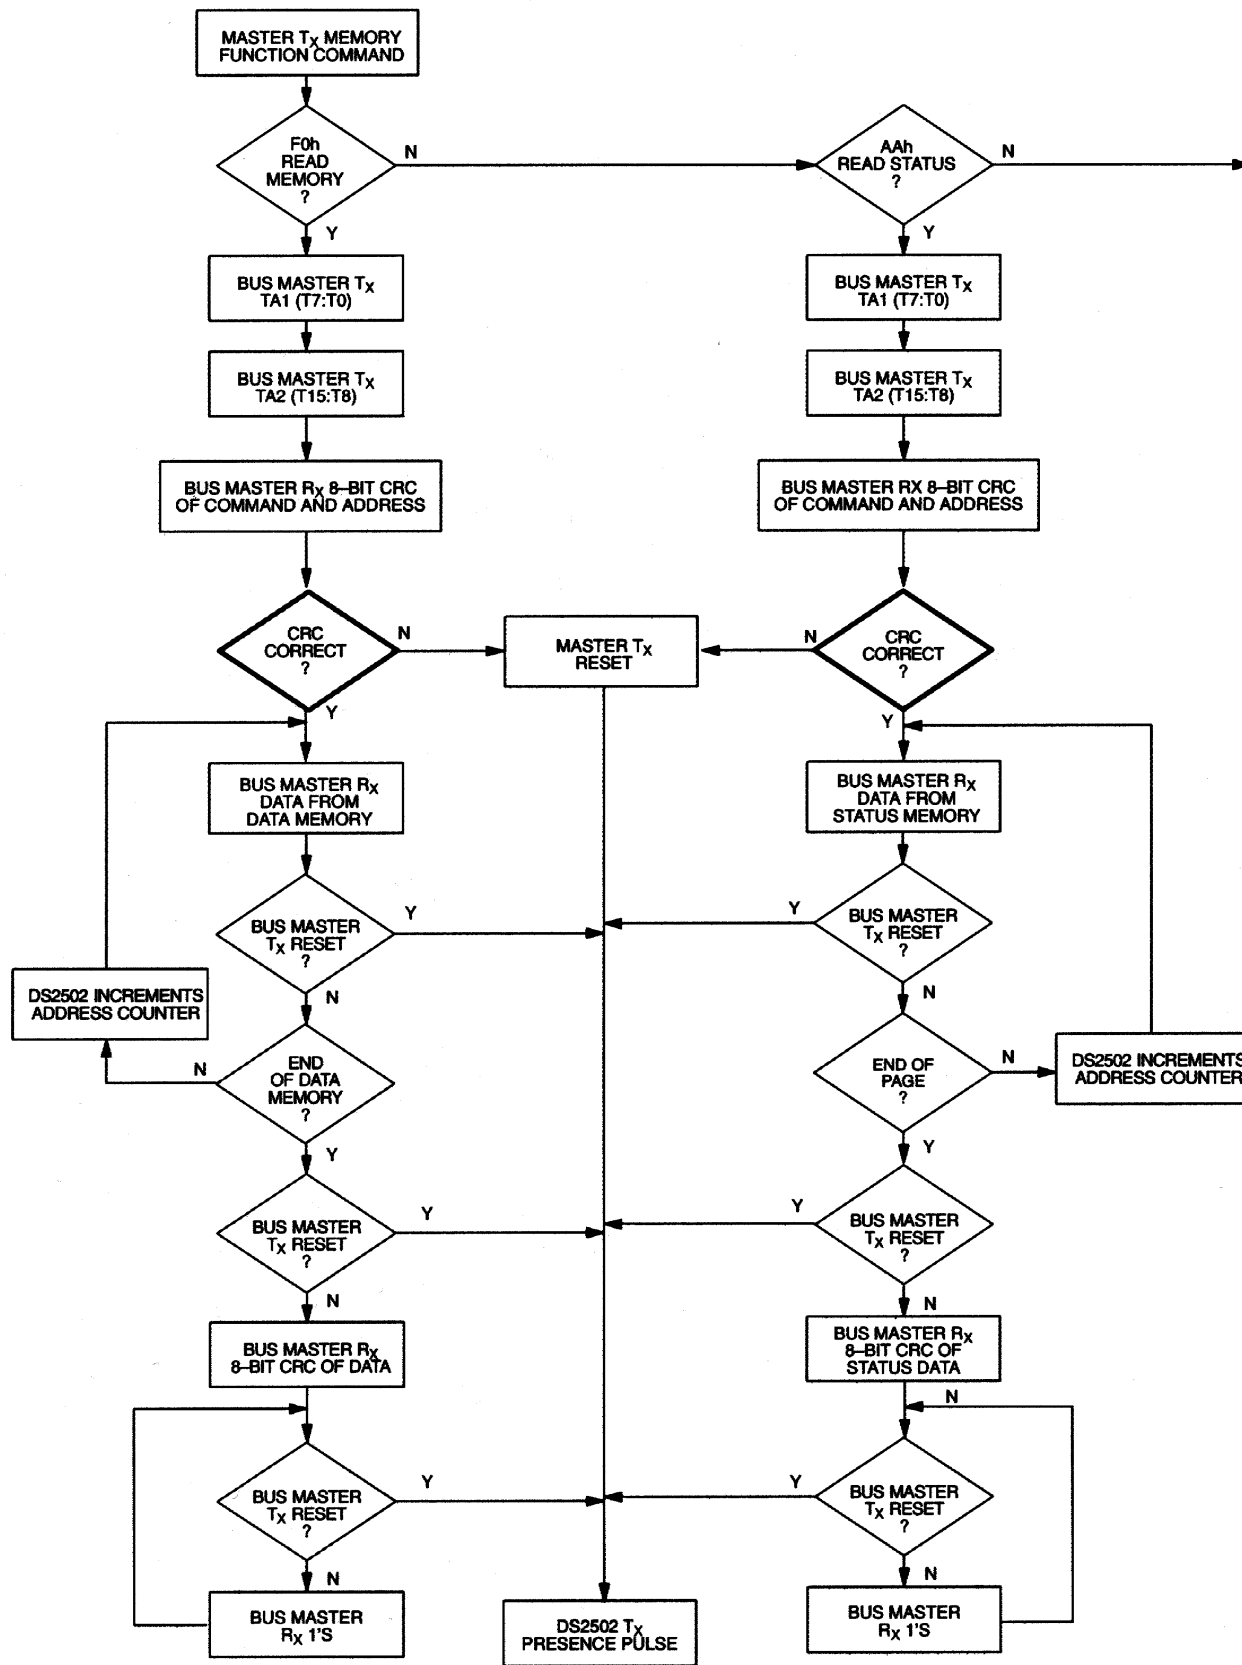 MASTER TX MEMORY
FUNCTION COMMAND
F0h
READ
MEMORY
?
N
Y
AAh
READ STATUS
?
N
Y
BUS MASTER TX
TA1 (T7:T0)
BUS MASTER TX
TA1 (T7:T0)
BUS MASTER TX
TA2 (T15:T8)
BUS MASTER TX
TA2 (T15:T8)
BUS MASTER RX 8–BIT CRC
OF COMMAND AND ADDRESS
BUS MASTER RX 8–BIT CRC
OF COMMAND AND ADDRESS
CRC
CORRECT
?
N
Y
MASTER TX
RESET
N
CRC
CORRECT
?
Y
BUS MASTER RX
DATA FROM
DATA MEMORY
BUS MASTER RX
DATA FROM
STATUS MEMORY
BUS MASTER
TX RESET
?
Y
N
Y
BUS MASTER
TX RESET
?
N
DS2502 INCREMENTS
ADDRESS COUNTER
N
END
OF DATA
MEMORY
?
Y
END OF
PAGE
?
N
Y
DS2502 INCREMENTS
ADDRESS COUNTER
BUS MASTER
TX RESET
?
Y
N
Y
BUS MASTER
TX RESET
?
N
BUS MASTER RX
8–BIT CRC OF DATA
BUS MASTER RX
8–BIT CRC OF
STATUS DATA
N
BUS MASTER
TX RESET
?
Y
N
Y
BUS MASTER
TX RESET
?
N
BUS MASTER
RX 1'S
DS2502 TX
PRESENCE PULSE
BUS MASTER
RX 1'S